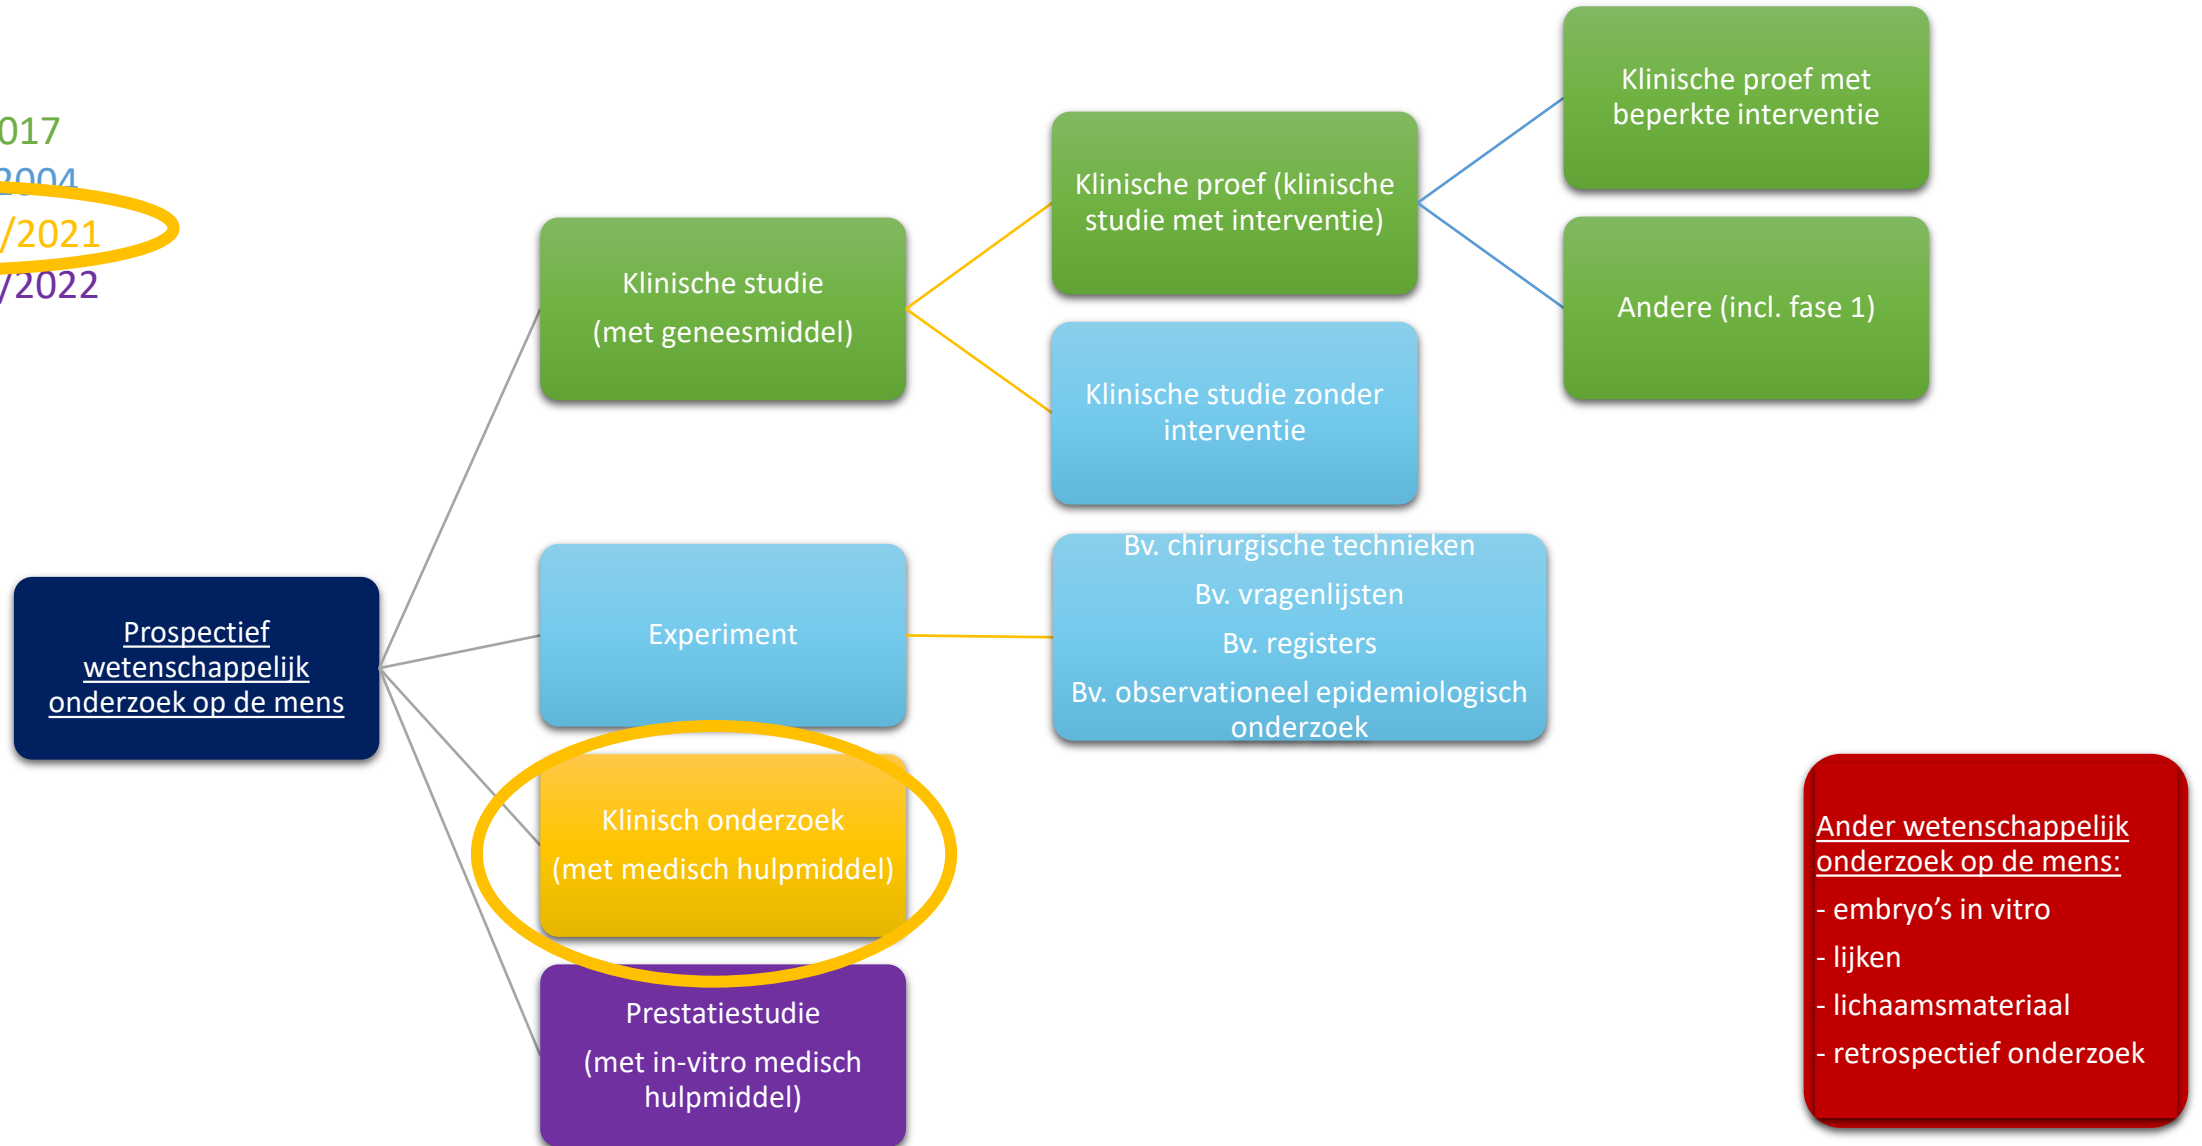 017
2004
/2021
/2022
Klinische proef met
beperkte interventie
Klinische proef (klinische
studie met interventie)
Andere (incl. fase 1)
Klinische studie
(met geneesmiddel)
Klinische studie zonder
interventie
Prospectief
wetenschappelijk
onderzoek op de mens
Experiment
Bv. chirurgische technieken
Bv. vragenlijsten
Bv. registers
Bv. observationeel epidemiologisch
onderzoek
Klinisch onderzoek
(met medisch hulpmiddel)
Prestatiestudie
(met in-vitro medisch
hulpmiddel)
Ander wetenschappelijk
onderzoek op de mens:
- embryo's in vitro
- lijken
- lichaamsmateriaal
- retrospectief onderzoek